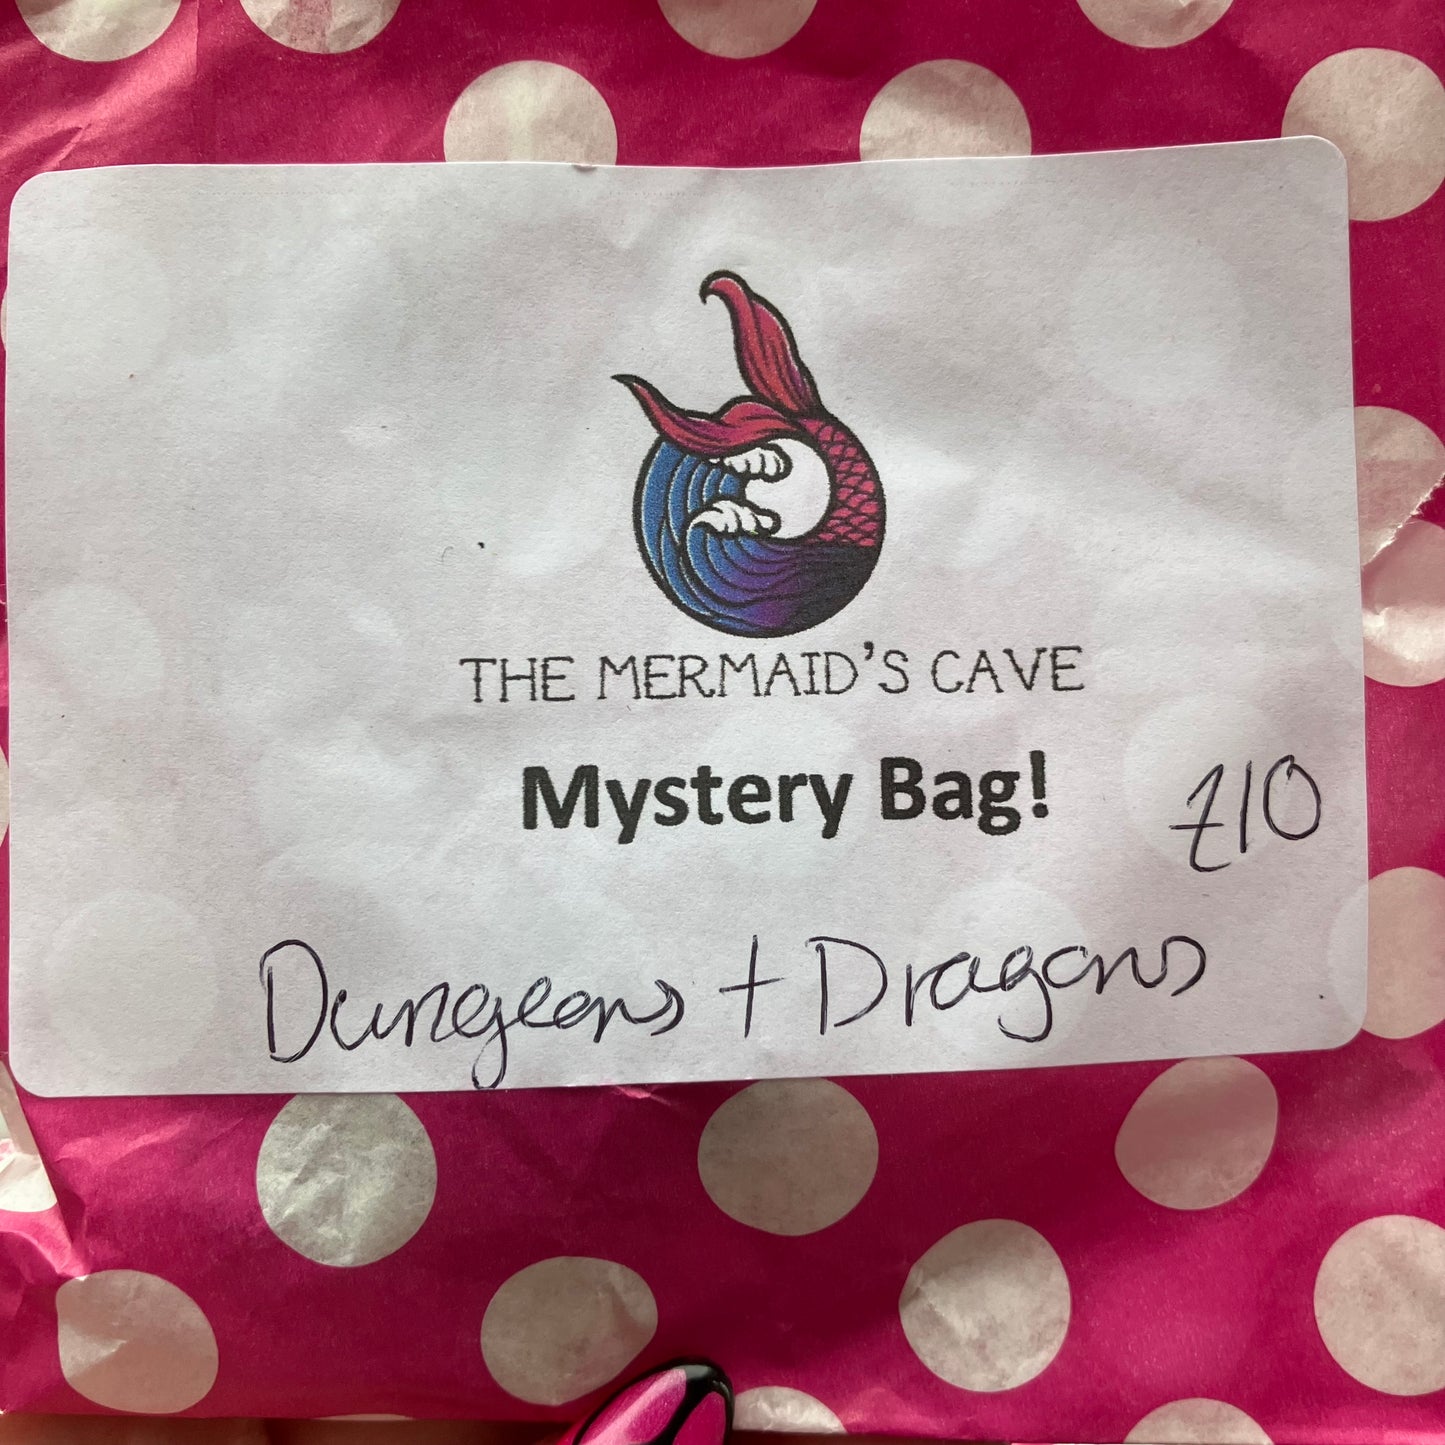 THE MERMAID'S CAVE
Mystery Bag!
£10
Dungeons + Dragons